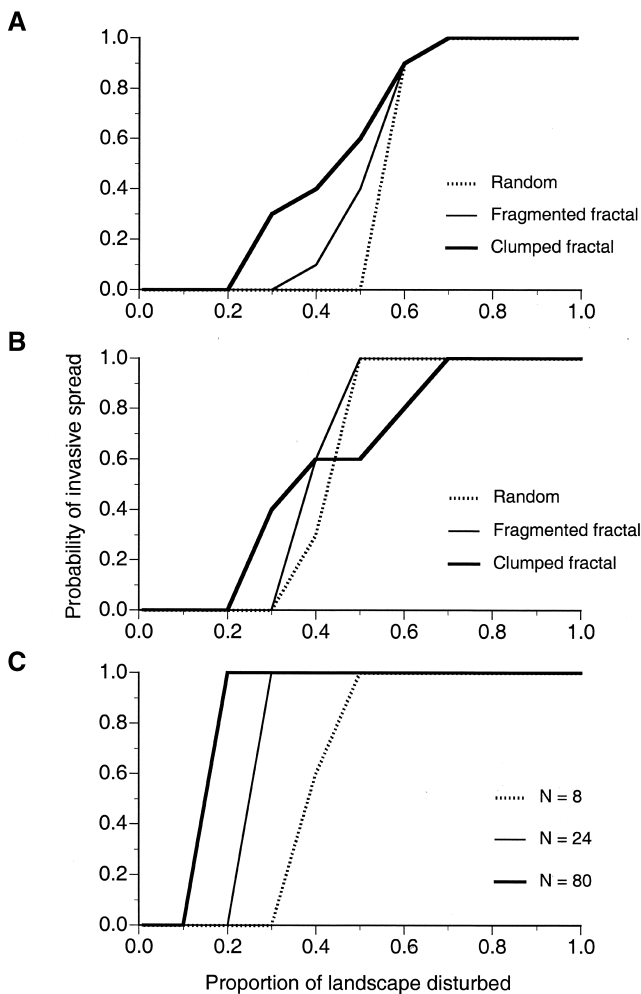 A
1.0
0.8
0.6
0.4
0.2
0.0
0.0 0.2 0.4 0.6 0.8 1.0
Random
Fragmented fractal
Clumped fractal
B
1.0
0.8
0.6
0.4
0.2
0.0
0.0 0.2 0.4 0.6 0.8 1.0
Random
Fragmented fractal
Clumped fractal
Probability of invasive spread
C
1.0
0.8
0.6
0.4
0.2
0.0
0.0 0.2 0.4 0.6 0.8 1.0
N = 8
N = 24
N = 80
Proportion of landscape disturbed